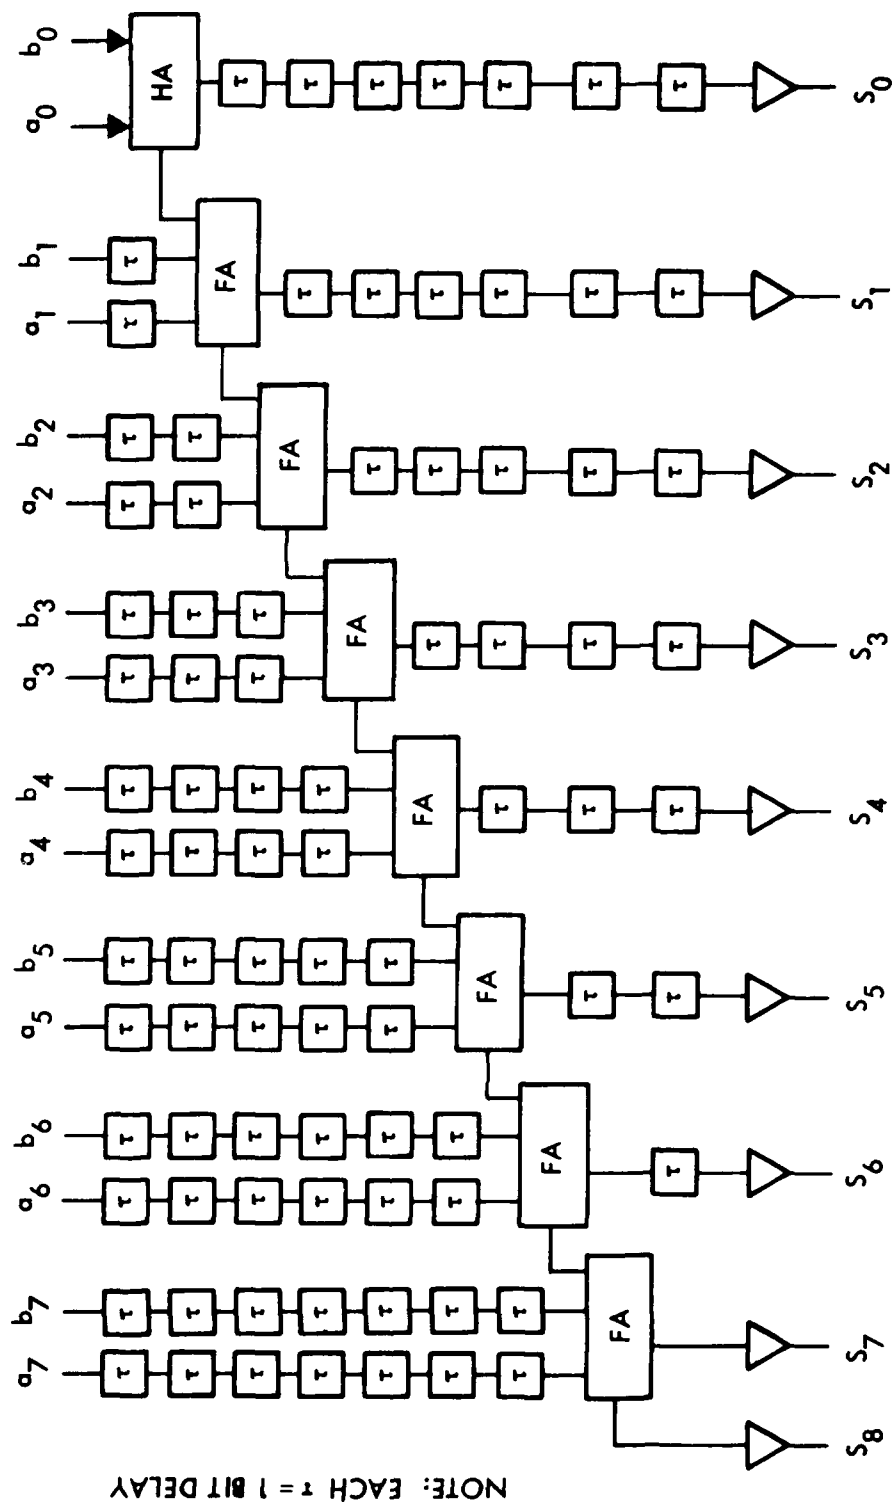 a7 b7 a6 b6 a5 b5 a4 b4 a3 b3 a2 b2 a1 b1 a0 b0
τ τ τ τ τ τ τ τ τ τ τ τ τ τ
HA
τ τ τ τ τ τ τ τ τ τ τ τ
FA
τ
τ τ τ τ τ τ τ τ τ τ
FA
τ τ
τ τ τ τ τ τ τ τ
FA
τ τ τ
τ τ τ τ τ τ
FA
τ τ τ τ
τ τ τ τ
FA
τ τ τ τ τ
τ τ
FA
τ τ τ τ τ τ
FA
τ τ τ τ τ τ τ
S8 S7 S6 S5 S4 S3 S2 S1 S0
NOTE: EACH τ = 1 BIT DELAY